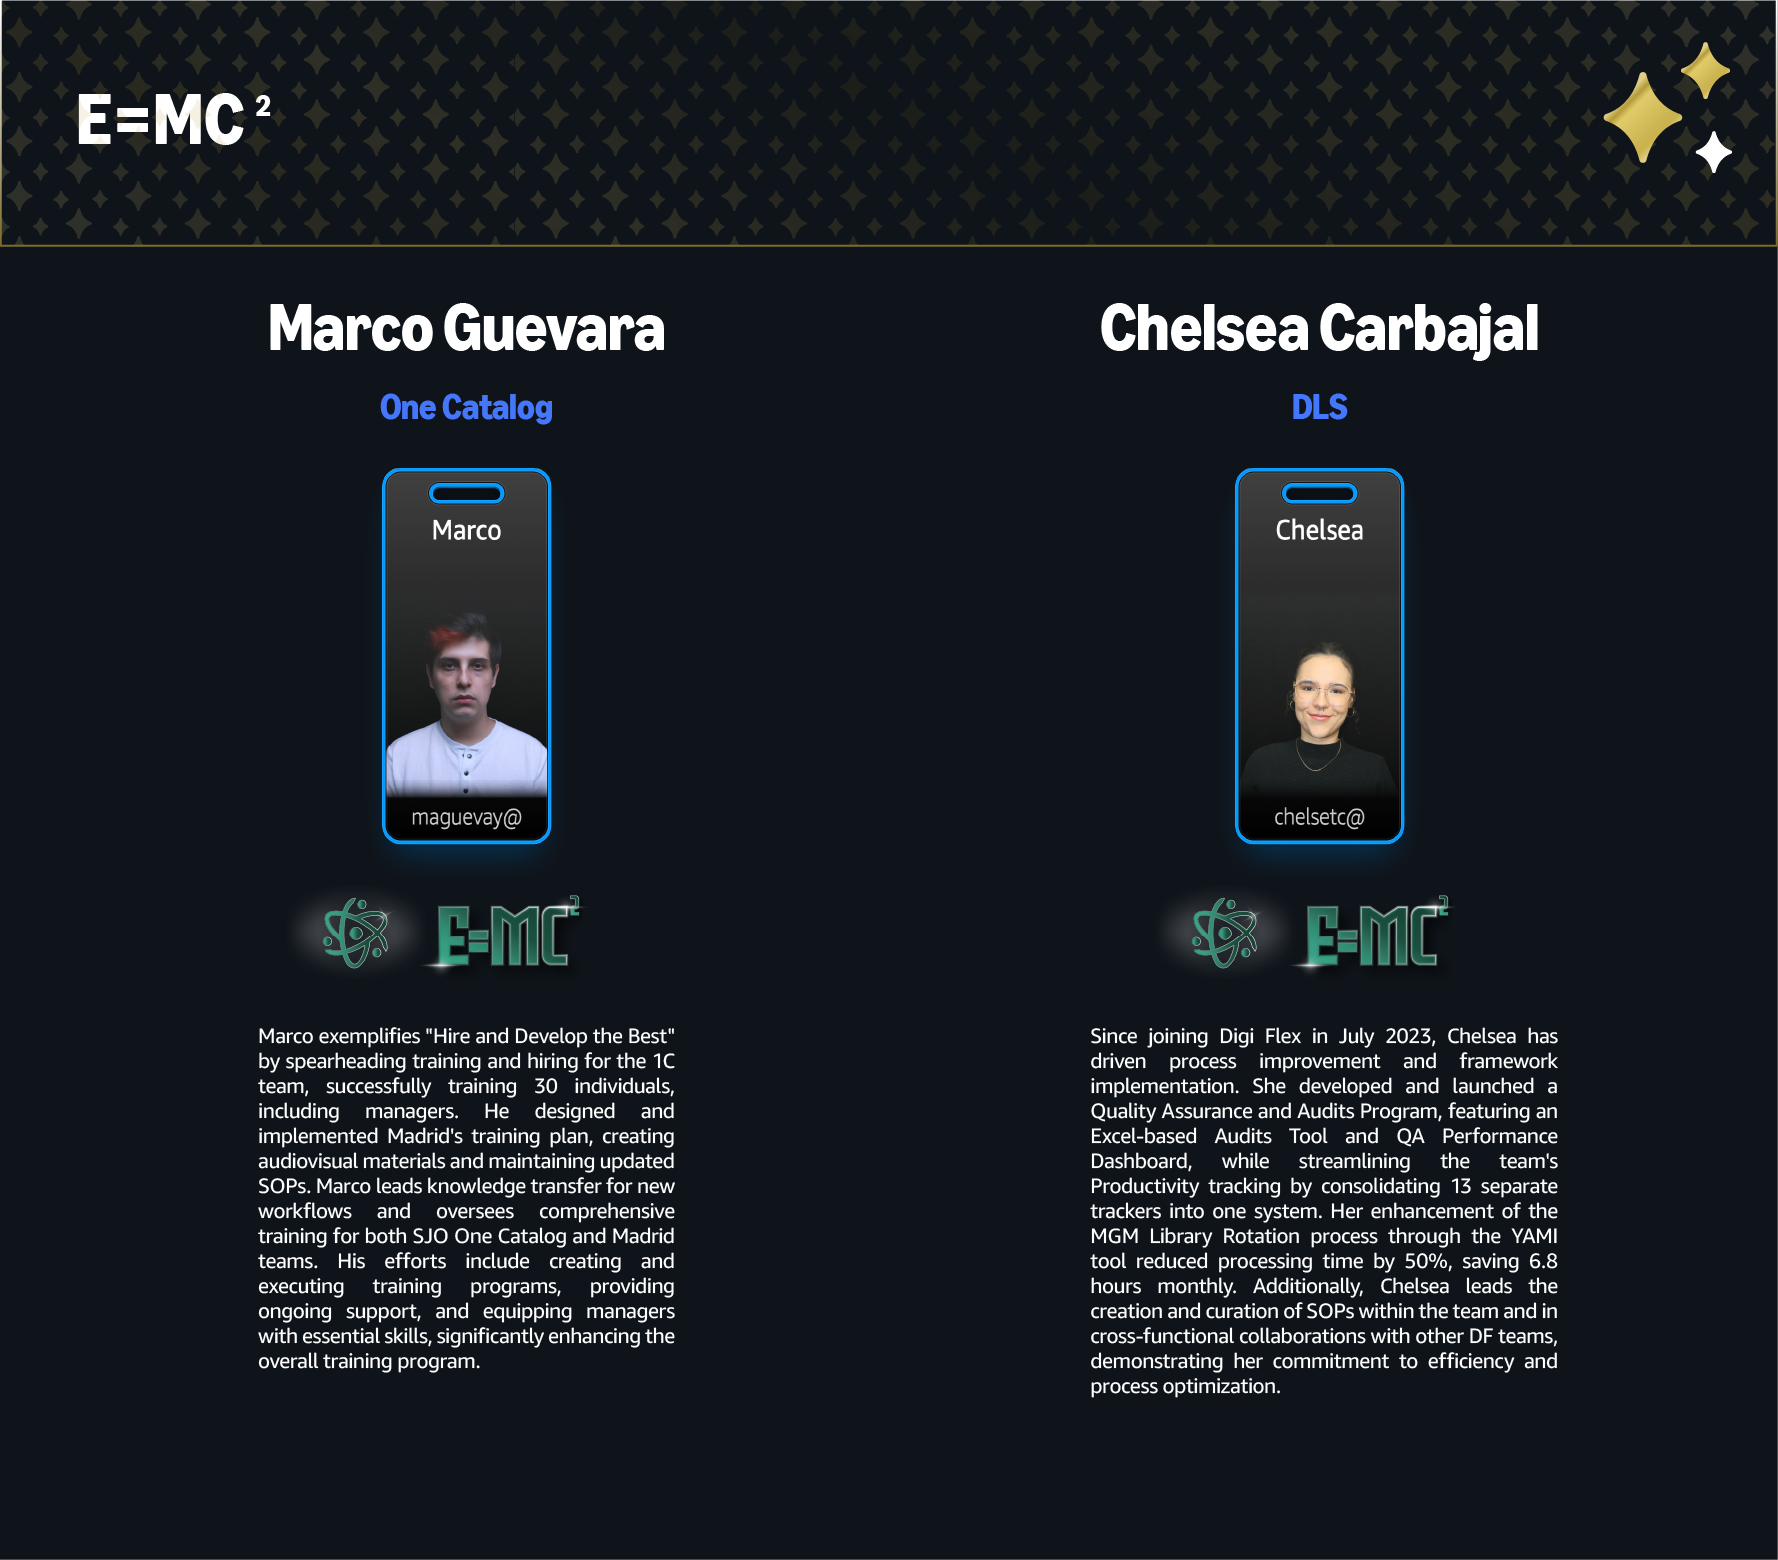 E=MC 2
Marco Guevara
One Catalog
Marco
maguevay@
E=MC 2
Marco exemplifies "Hire and Develop the Best"
by spearheading training and hiring for the 1C
team, successfully training 30 individuals,
including managers. He designed and
implemented Madrid's training plan, creating
audiovisual materials and maintaining updated
SOPs. Marco leads knowledge transfer for new
workflows and oversees comprehensive
training for both SJO One Catalog and Madrid
teams. His efforts include creating and
executing training programs, providing
ongoing support, and equipping managers
with essential skills, significantly enhancing the
overall training program.
Chelsea Carbajal
DLS
Chelsea
chelsetc@
E=MC 2
Since joining Digi Flex in July 2023, Chelsea has
driven process improvement and framework
implementation. She developed and launched a
Quality Assurance and Audits Program, featuring an
Excel-based Audits Tool and QA Performance
Dashboard, while streamlining the team's
Productivity tracking by consolidating 13 separate
trackers into one system. Her enhancement of the
MGM Library Rotation process through the YAMI
tool reduced processing time by 50%, saving 6.8
hours monthly. Additionally, Chelsea leads the
creation and curation of SOPs within the team and in
cross-functional collaborations with other DF teams,
demonstrating her commitment to efficiency and
process optimization.